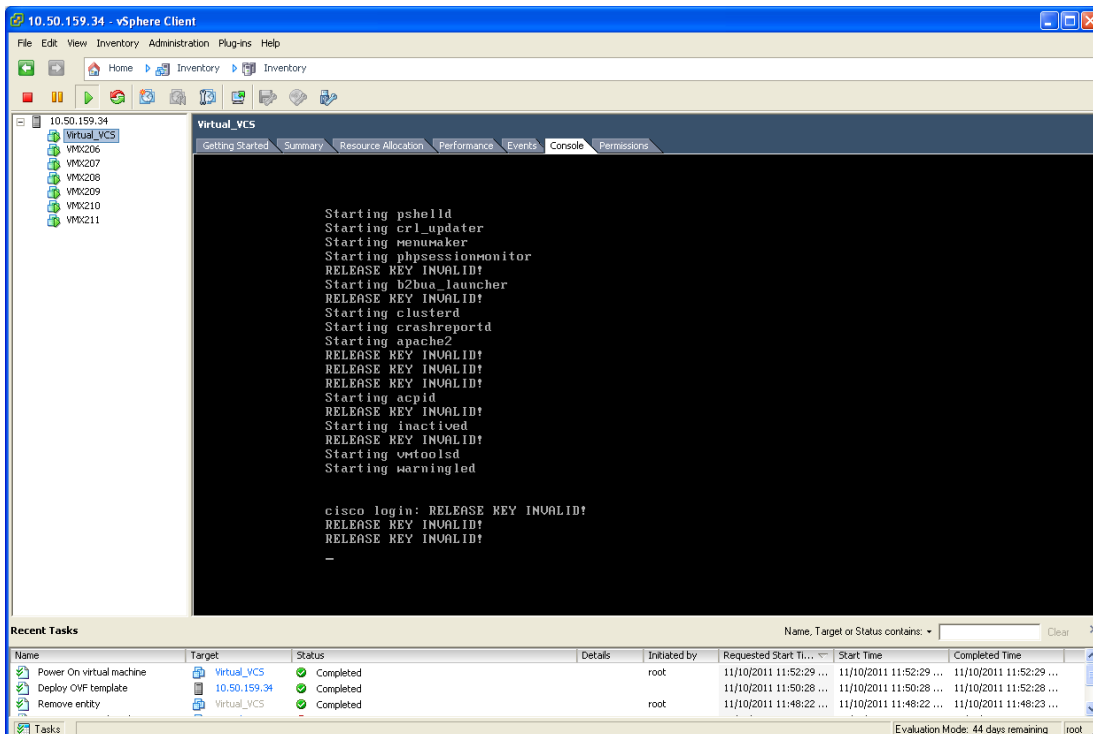 10.50.159.34 - vSphere Client
File Edit View Inventory Administration Plug-ins Help
Home Inventory Inventory
10.50.159.34
Virtual_VCS
VMX206
VMX207
VMX208
VMX209
VMX210
VMX211
Virtual_VCS
Getting Started Summary Resource Allocation Performance Events Console Permissions
Starting pshelld
Starting crl_updater
Starting menumaker
Starting phpsessionmonitor
RELEASE KEY INVALID!
Starting b2bua_launcher
RELEASE KEY INVALID!
Starting clusterd
Starting crashreportd
Starting apache2
RELEASE KEY INVALID!
RELEASE KEY INVALID!
RELEASE KEY INVALID!
Starting acpid
RELEASE KEY INVALID!
Starting inactived
RELEASE KEY INVALID!
Starting vmtoolsd
Starting warningled
cisco login: RELEASE KEY INVALID!
RELEASE KEY INVALID!
RELEASE KEY INVALID!
_
Recent Tasks Name, Target or Status contains: Clear
Name Target Status Details Initiated by Requested Start Ti... Start Time Completed Time
Power On virtual machine Virtual_VCS Completed root 11/10/2011 11:52:29 ... 11/10/2011 11:52:29 ... 11/10/2011 11:52:29 ...
Deploy OVF template 10.50.159.34 Completed 11/10/2011 11:50:28 ... 11/10/2011 11:50:28 ... 11/10/2011 11:50:28 ...
Remove entity Virtual_VCS Completed root 11/10/2011 11:48:22 ... 11/10/2011 11:48:22 ... 11/10/2011 11:48:23 ...
Tasks Evaluation Mode: 44 days remaining root